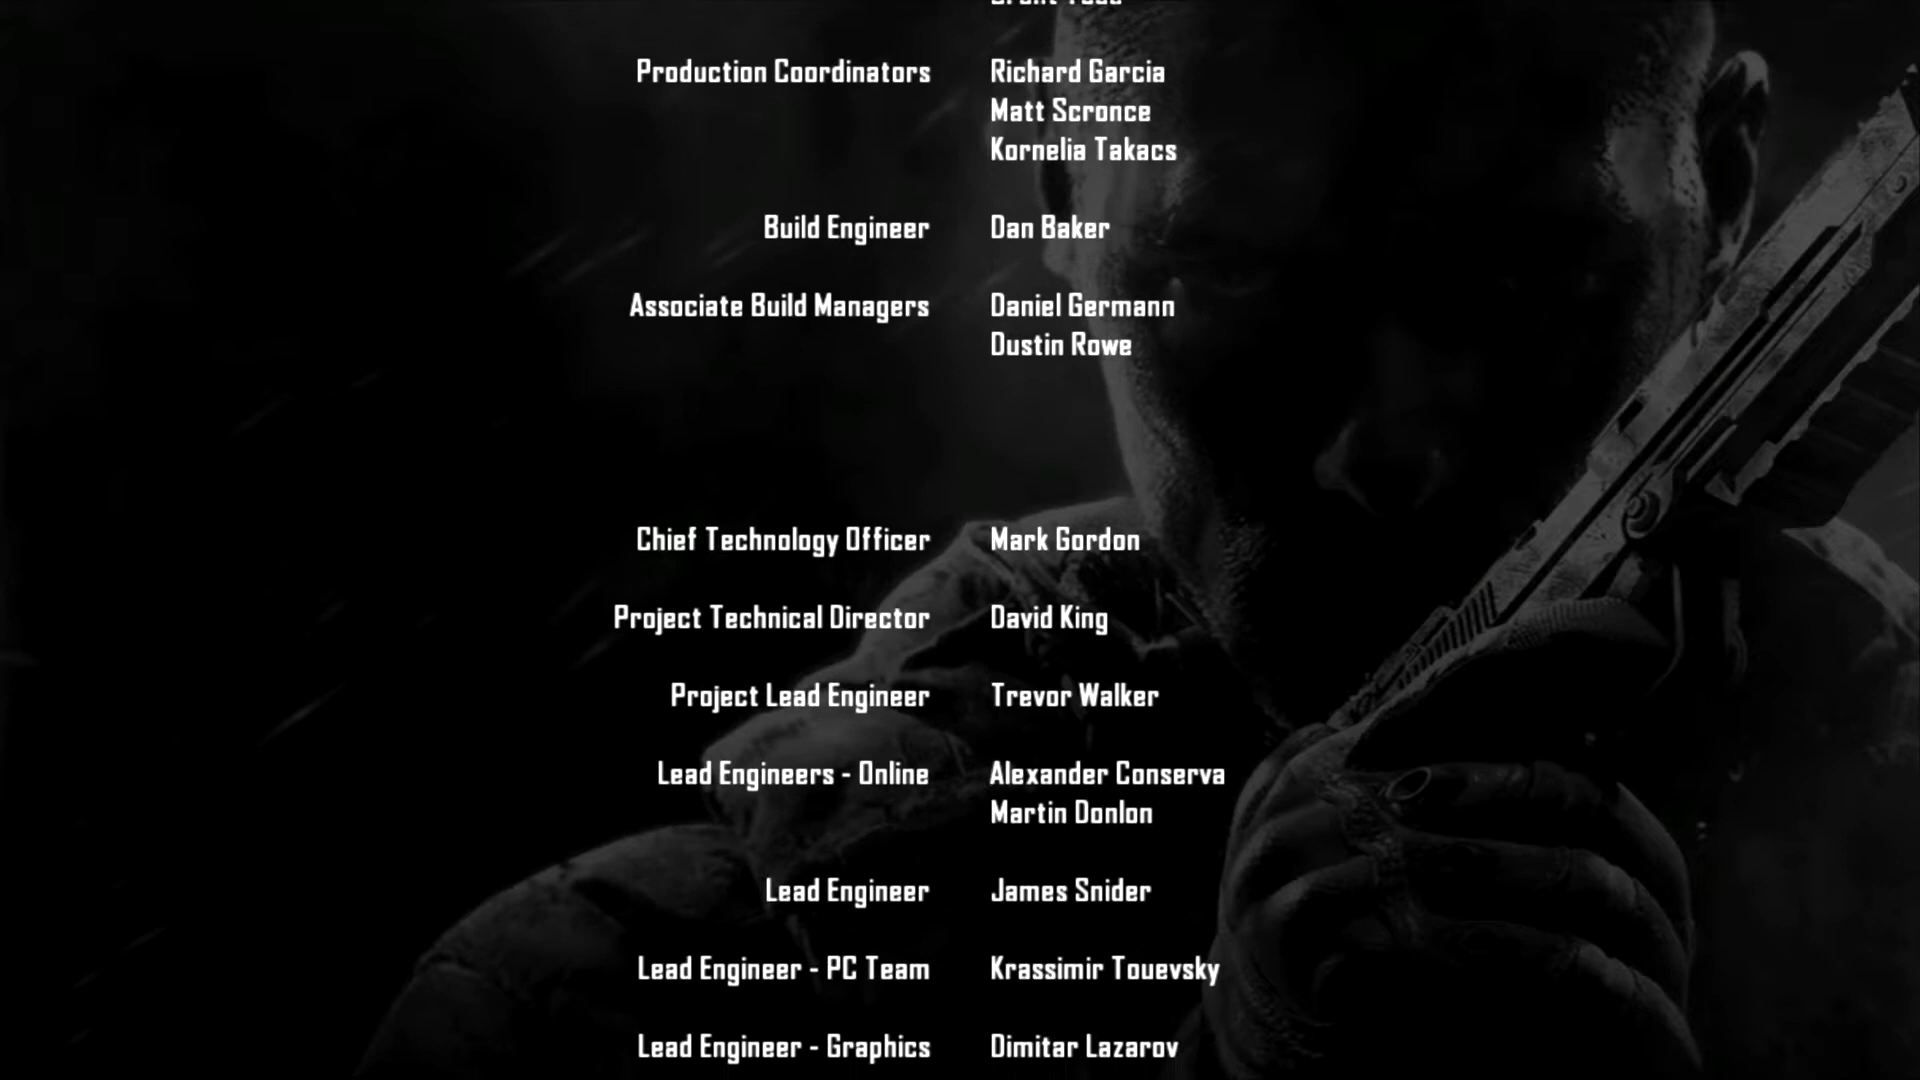 Production Coordinators Richard Garcia
Matt Scronce
Kornelia Takacs
Build Engineer Dan Baker
Associate Build Managers Daniel Germann
Dustin Rowe
Chief Technology Officer Mark Gordon
Project Technical Director David King
Project Lead Engineer Trevor Walker
Lead Engineers - Online Alexander Conserva
Martin Donlon
Lead Engineer James Snider
Lead Engineer - PC Team Krassimir Touevsky
Lead Engineer - Graphics Dimitar Lazarov